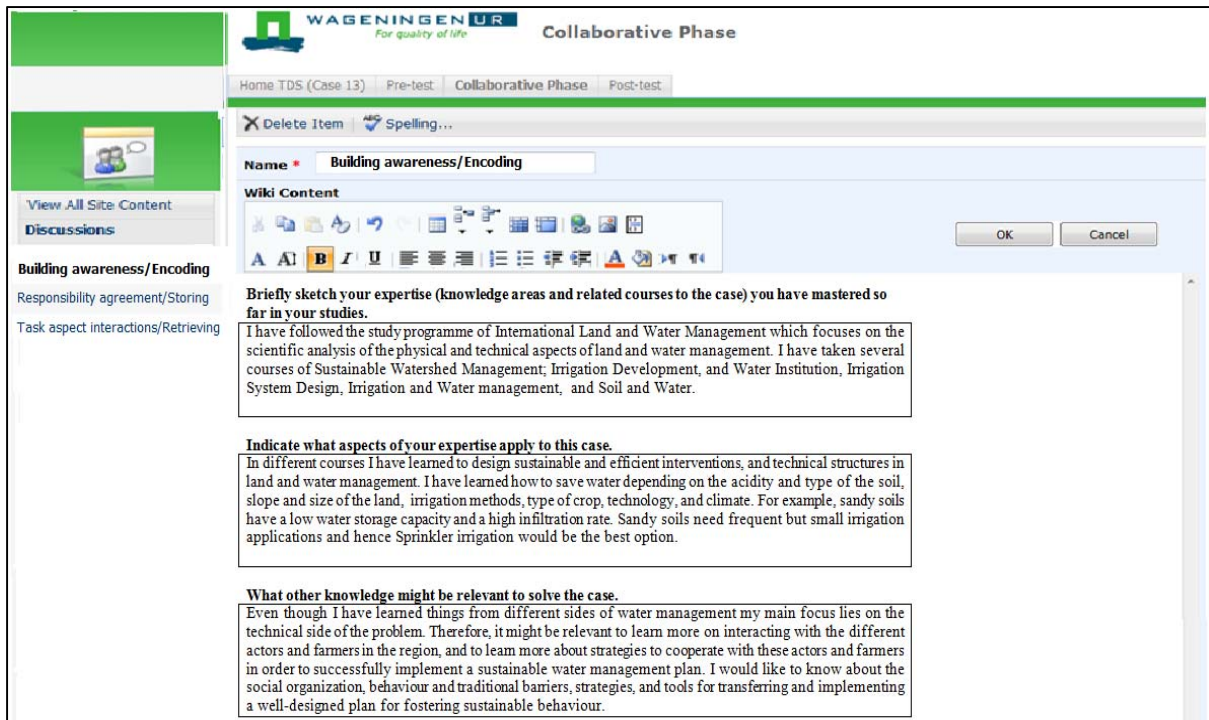 WAGENINGEN UR
For quality of life
Collaborative Phase
Home TDS (Case 13) Pre-test Collaborative Phase Post-test
Delete Item Spelling...
Name * Building awareness/Encoding
Wiki Content
OK Cancel
View All Site Content
Discussions
Building awareness/Encoding
Responsibility agreement/Storing
Task aspect interactions/Retrieving
Briefly sketch your expertise (knowledge areas and related courses to the case) you have mastered so
far in your studies.
I have followed the study programme of International Land and Water Management which focuses on the
scientific analysis of the physical and technical aspects of land and water management. I have taken several
courses of Sustainable Watershed Management; Irrigation Development, and Water Institution, Irrigation
System Design, Irrigation and Water management, and Soil and Water.
Indicate what aspects of your expertise apply to this case.
In different courses I have learned to design sustainable and efficient interventions, and technical structures in
land and water management. I have learned how to save water depending on the acidity and type of the soil,
slope and size of the land, irrigation methods, type of crop, technology, and climate. For example, sandy soils
have a low water storage capacity and a high infiltration rate. Sandy soils need frequent but small irrigation
applications and hence Sprinkler irrigation would be the best option.
What other knowledge might be relevant to solve the case.
Even though I have learned things from different sides of water management my main focus lies on the
technical side of the problem. Therefore, it might be relevant to learn more on interacting with the different
actors and farmers in the region, and to learn more about strategies to cooperate with these actors and farmers
in order to successfully implement a sustainable water management plan. I would like to know about the
social organization, behaviour and traditional barriers, strategies, and tools for transferring and implementing
a well-designed plan for fostering sustainable behaviour.